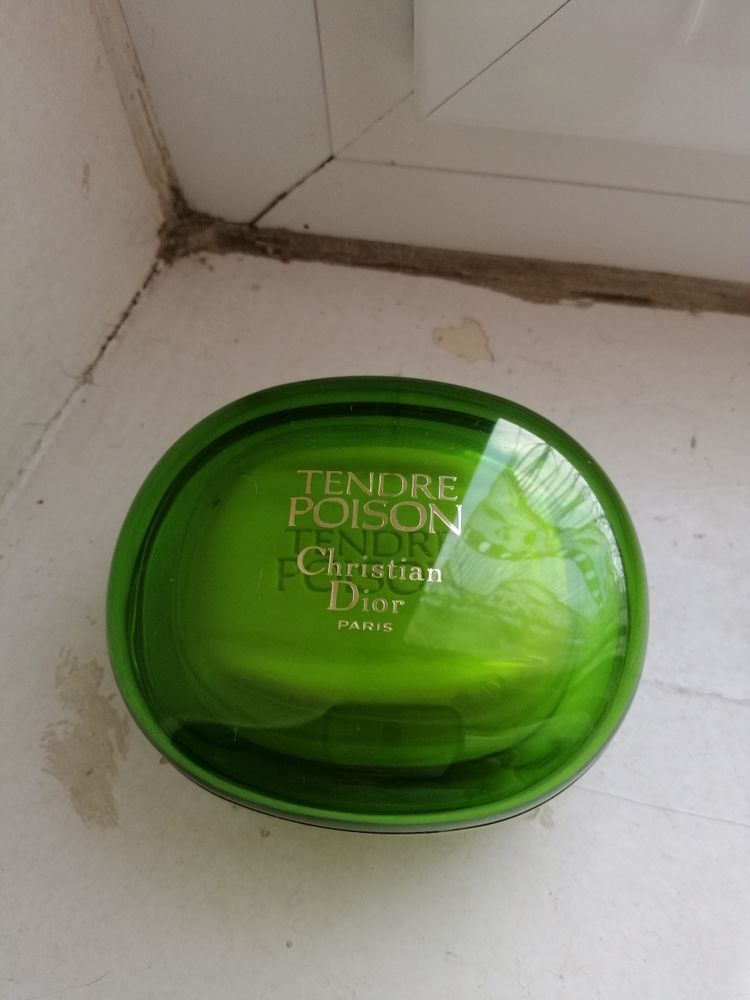 TENDRE
POISON
Christian
Dior
PARIS